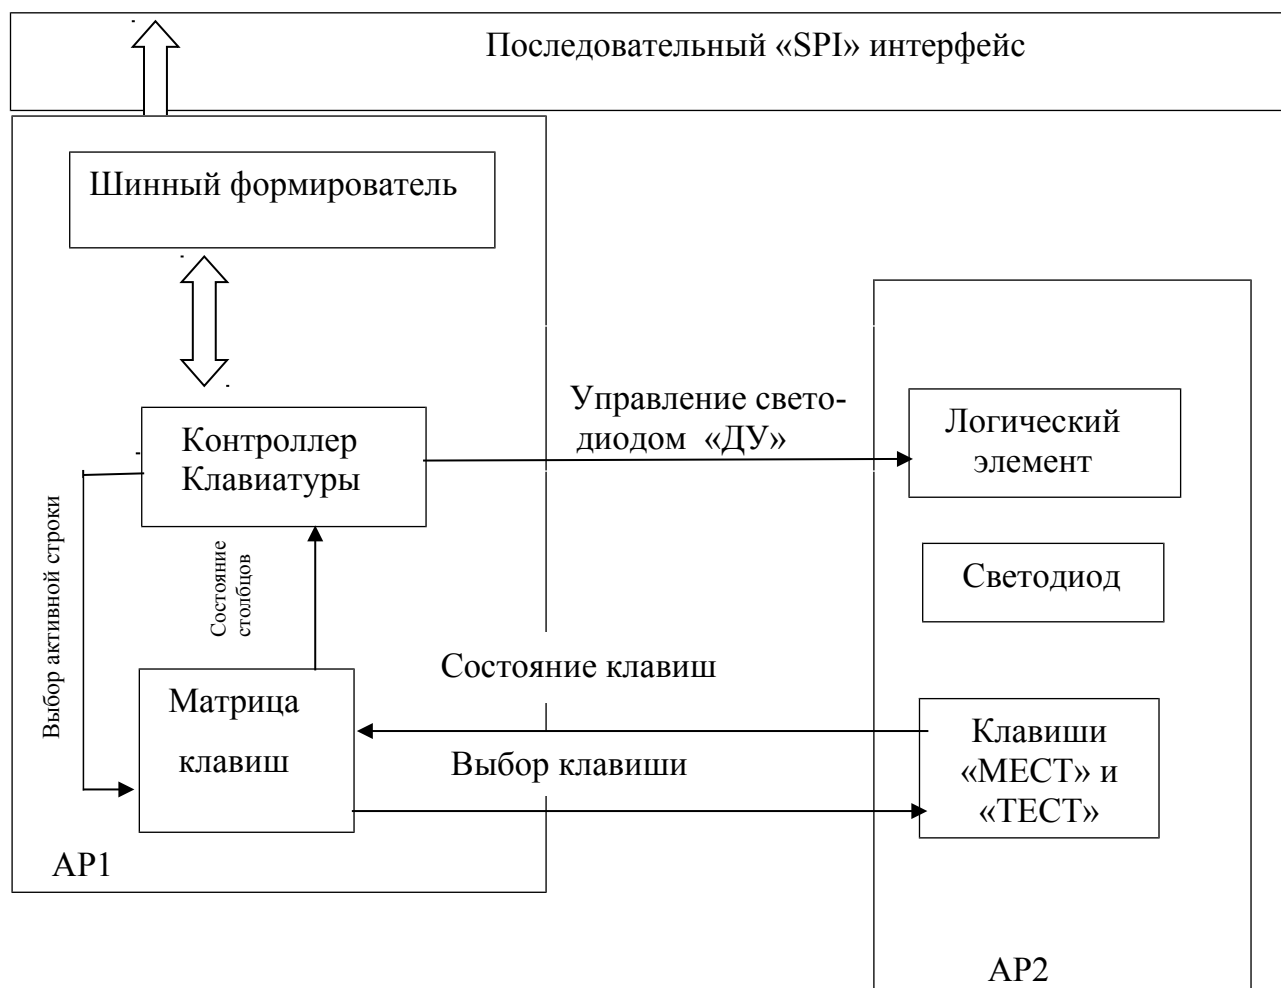 Последовательный «SPI» интерфейс
Шинный формирователь
Управление свето-
диодом «ДУ»
Контроллер
Клавиатуры
Логический
элемент
Выбор активной строки
Состояние
столбцов
Светодиод
Состояние клавиш
Матрица
клавиш
Выбор клавиши
Клавиши
«МЕСТ» и
«ТЕСТ»
АР1
АР2